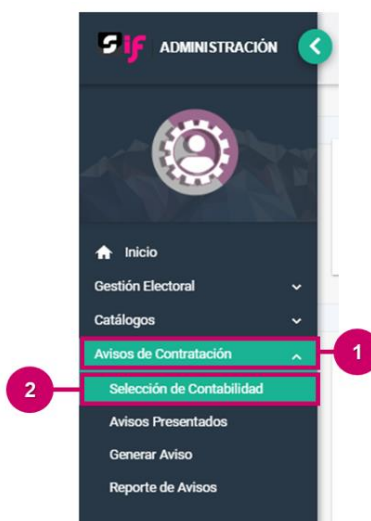 Sif ADMINISTRACIÓN
Inicio
Gestión Electoral
Catálogos
Avisos de Contratación
1
2
Selección de Contabilidad
Avisos Presentados
Generar Aviso
Reporte de Avisos